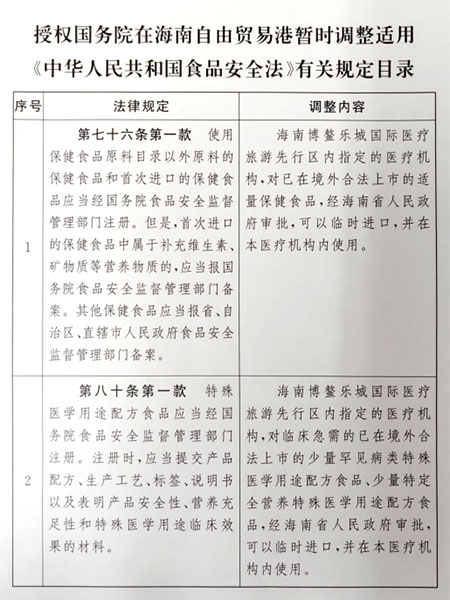 授权国务院在海南自由贸易港暂时调整适用
《中华人民共和国食品安全法》有关规定目录
序号 法律规定 调整内容
1
第七十六条第一款 使用
保健食品原料目录以外原料的
保健食品和首次进口的保健食
品应当经国务院食品安全监督
管理部门注册。但是,首次进口
的保健食品中属于补充维生素、
矿物质等营养物质的,应当报国
务院食品安全监督管理部门备
案。其他保健食品应当报省、自
治区、直辖市人民政府食品安全
监督管理部门备案。
海南博鳌乐城国际医疗
旅游先行区内指定的医疗机
构,对已在境外合法上市的适
量保健食品,经海南省人民政
府审批,可以临时进口,并在
本医疗机构内使用。
2
第八十条第一款 特殊
医学用途配方食品应当经国
务院食品安全监督管理部门
注册。注册时,应当提交产品
配方、生产工艺、标签、说明书
以及表明产品安全性、营养充
足性和特殊医学用途临床效
果的材料。
海南博鳌乐城国际医疗
旅游先行区内指定的医疗机
构,对临床急需的已在境外合
法上市的少量罕见病类特殊
医学用途配方食品、少量特定
全营养特殊医学用途配方食
品,经海南省人民政府审批,
可以临时进口,并在本医疗机
构内使用。